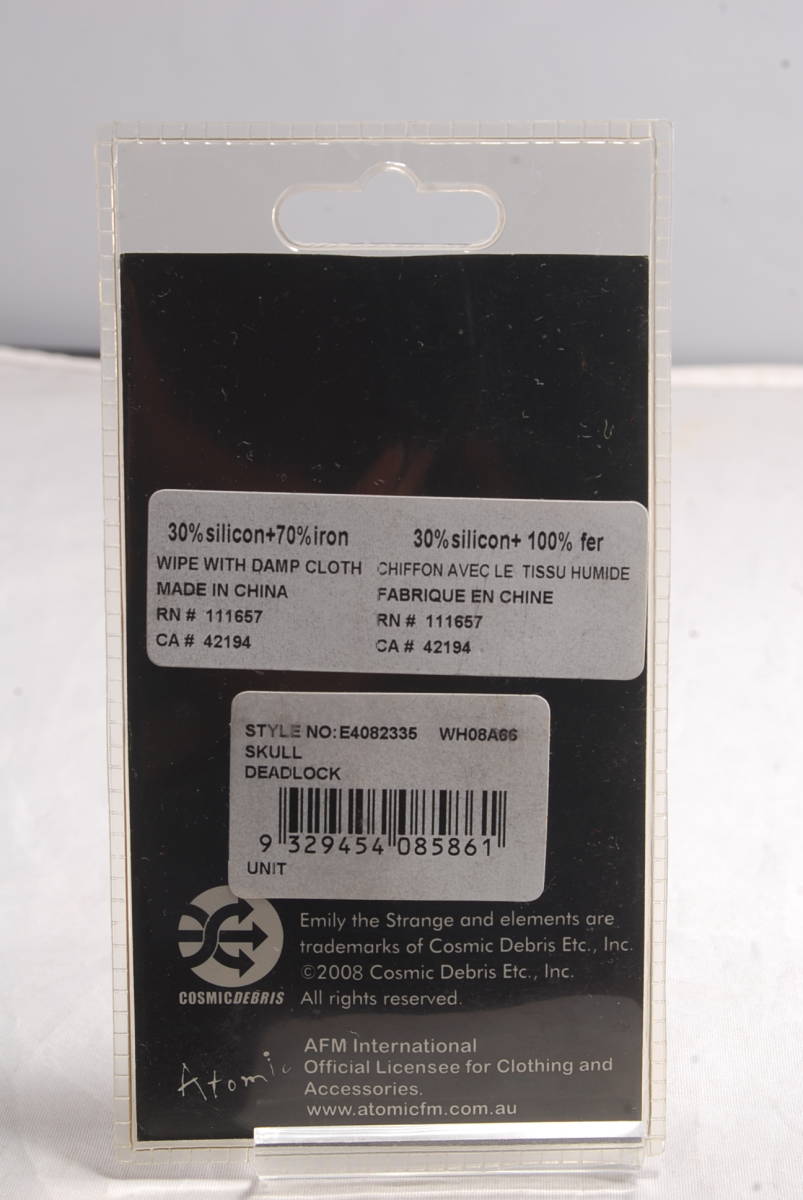 30%silicon+70%iron
WIPE WITH DAMP CLOTH
MADE IN CHINA
RN # 111657
CA # 42194
30%silicon+ 100% fer
CHIFFON AVEC LE TISSU HUMIDE
FABRIQUE EN CHINE
RN # 111657
CA # 42194
STYLE NO:E4082335 WH08A66
SKULL
DEADLOCK
9 329454 085861
UNIT
COSMICDEBRIS
Emily the Strange and elements are
trademarks of Cosmic Debris Etc., Inc.
©2008 Cosmic Debris Etc., Inc.
All rights reserved.
Atomic
AFM International
Official Licensee for Clothing and
Accessories.
www.atomicfm.com.au